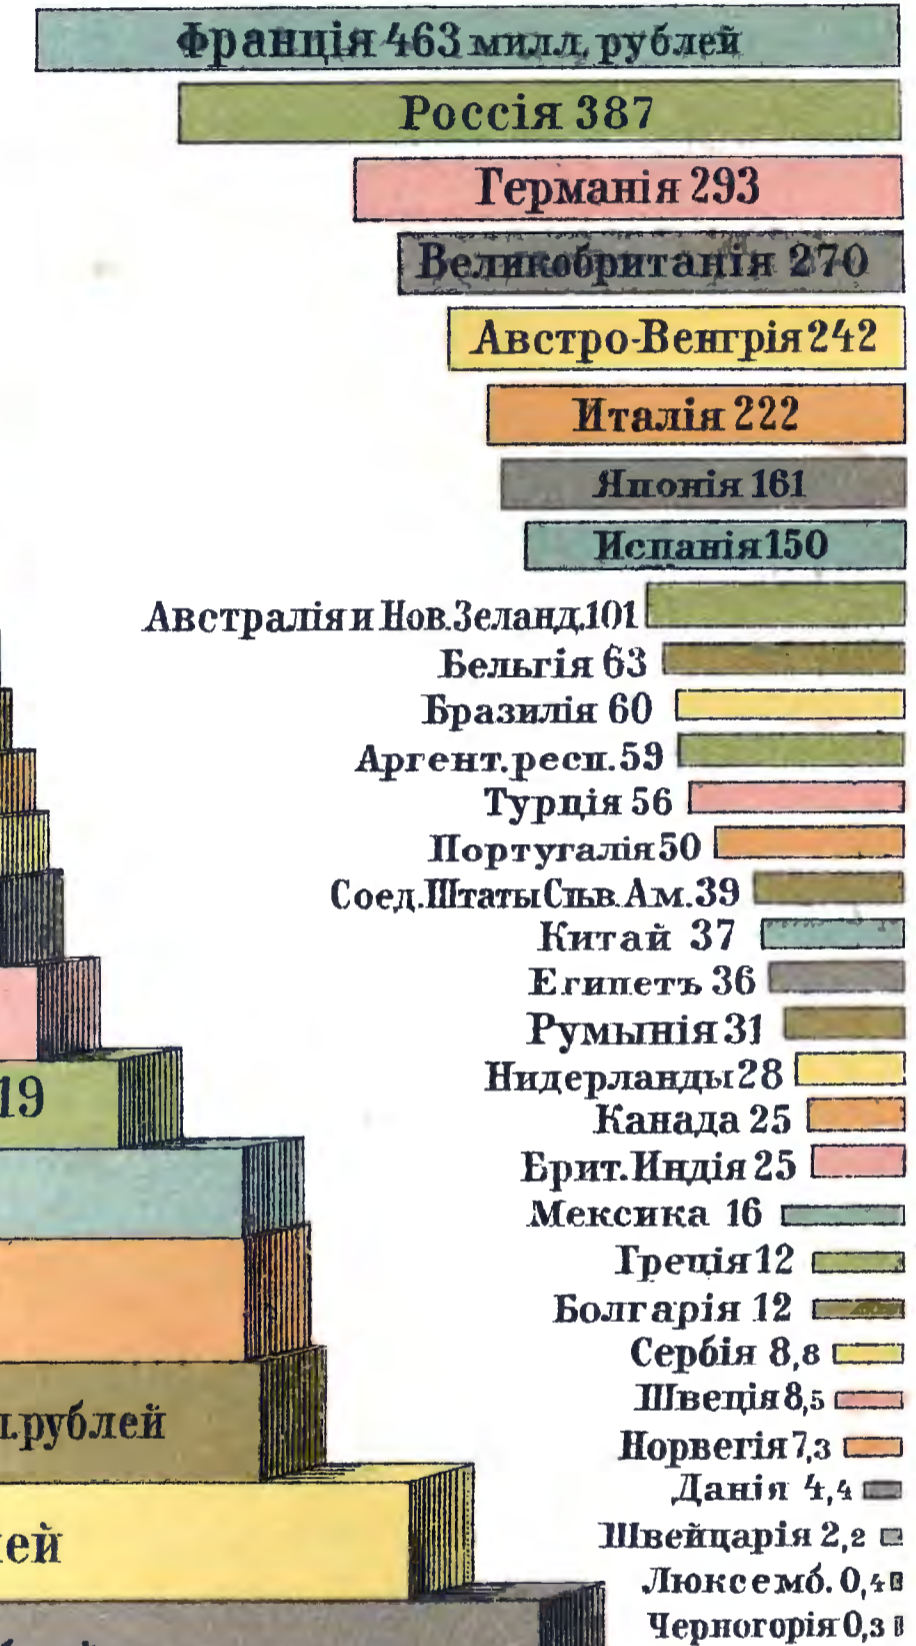 Франція 463 милл. рублей
Россія 387
Германія 293
Великобританія 270
Австро-Венгрія 242
Италія 222
Японія 161
Испанія 150
Австралія и Нов. Зеланд. 101
Бельгія 63
Бразилія 60
Аргент. респ. 59
Турція 56
Португалія 50
Соед. Штаты Сѣв. Ам. 39
Китай 37
Египетъ 36
Румынія 31
Нидерланды 28
Канада 25
19
Брит. Индія 25
Мексика 16
Греція 12
Болгарія 12
Сербія 8,8
Швеція 8,5
рублей
Норвегія 7,3
Данія 4,4
Швейцарія 2,2
ей
Люксемб. 0,4
Черногорія 0,3